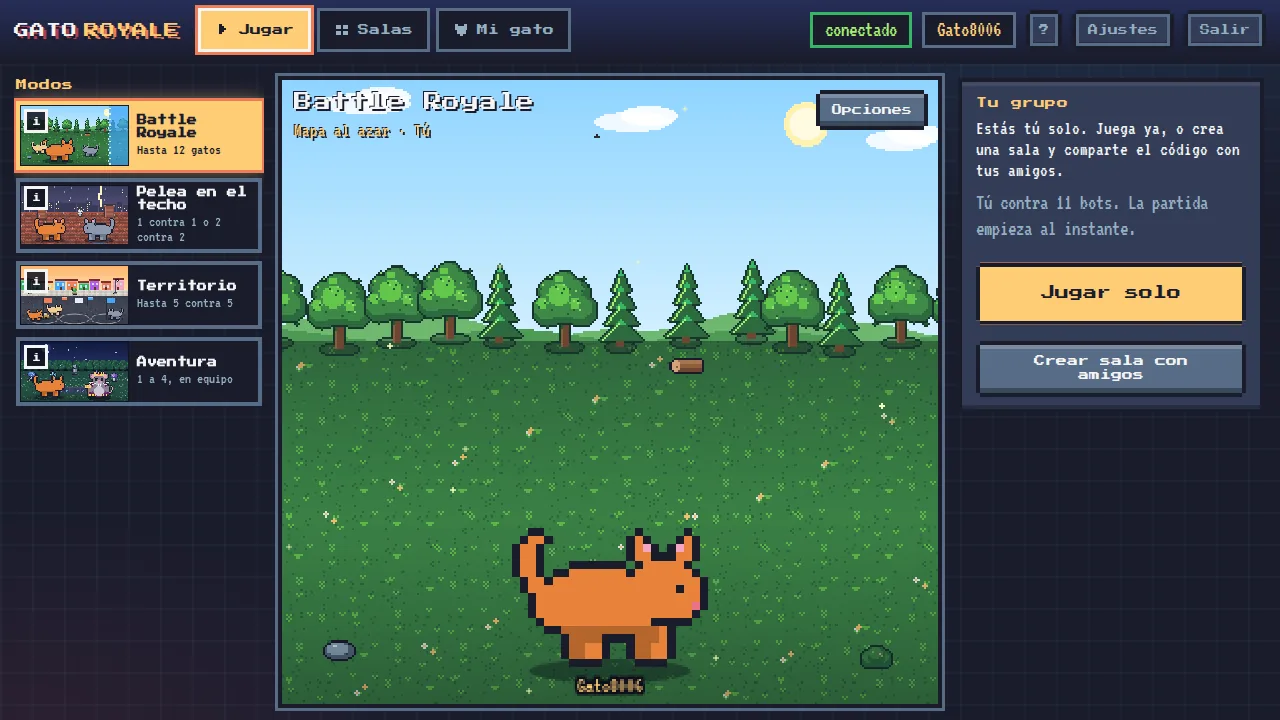 GATO ROYALE
Jugar
Salas
Mi gato
conectado
Gato8006
?
Ajustes
Salir
Modos
i
Battle
Royale
Hasta 12 gatos
i
Pelea en el
techo
1 contra 1 o 2
contra 2
i
Territorio
Hasta 5 contra 5
i
Aventura
1 a 4, en equipo
Battle Royale
Mapa al azar · Tú
Opciones
Gato8006
Tu grupo
Estás tú solo. Juega ya, o crea
una sala y comparte el código con
tus amigos.
Tú contra 11 bots. La partida
empieza al instante.
Jugar solo
Crear sala con
amigos